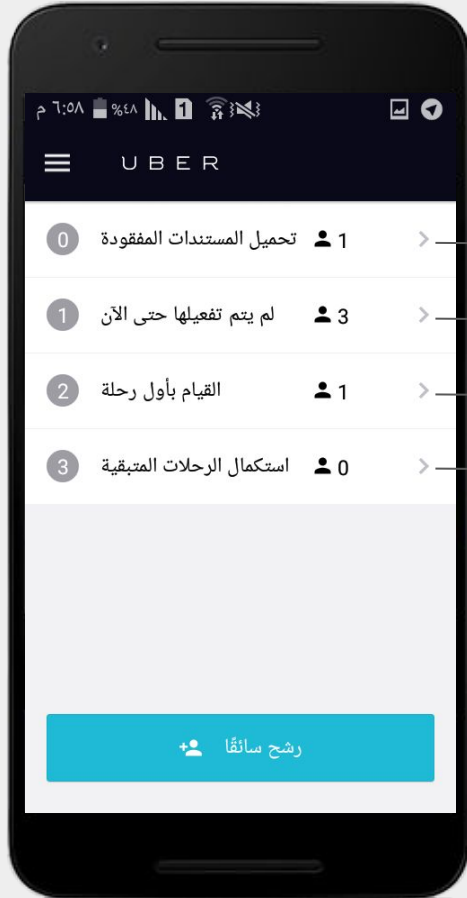 ٦:٥٨ م ٤٨% 1
UBER
0 تحميل المستندات المفقودة 1
1 لم يتم تفعيلها حتى الآن 3
2 القيام بأول رحلة 1
3 استكمال الرحلات المتبقية 0
رشح سائقًا